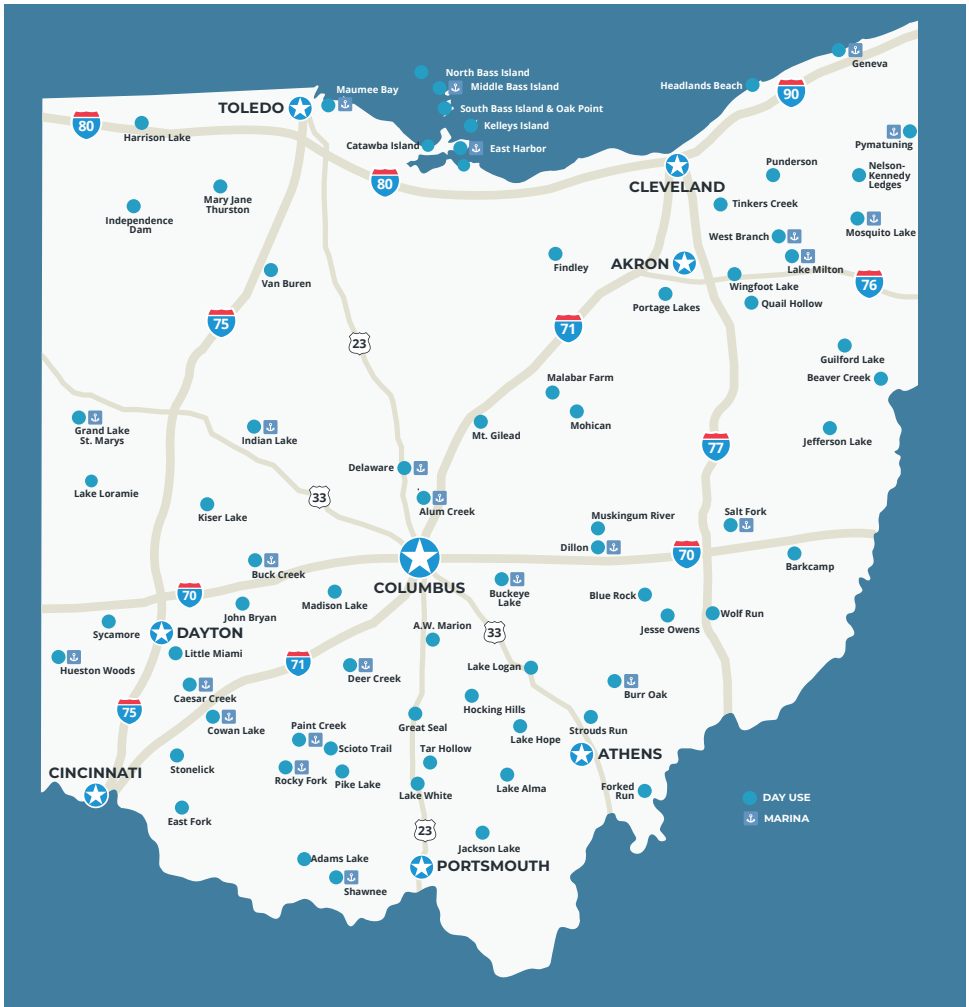 Geneva
North Bass Island
Middle Bass Island
Headlands Beach
Maumee Bay
90
TOLEDO
South Bass Island & Oak Point
80
Harrison Lake
Kelleys Island
Pymatuning
Catawba Island
East Harbor
Punderson
Nelson-
Kennedy
Ledges
80
CLEVELAND
Mary Jane
Thurston
Tinkers Creek
Independence
Dam
Mosquito Lake
West Branch
Findley
AKRON
Lake Milton
Van Buren
Wingfoot Lake
76
Portage Lakes
Quail Hollow
75
71
23
Guilford Lake
Malabar Farm
Beaver Creek
Grand Lake
St. Marys
Indian Lake
Mt. Gilead
Mohican
Jefferson Lake
77
Delaware
Lake Loramie
33
Alum Creek
Kiser Lake
Muskingum River
Salt Fork
Dillon
70
Barkcamp
Buck Creek
COLUMBUS
70
Madison Lake
Buckeye
Lake
Blue Rock
John Bryan
Wolf Run
Sycamore
DAYTON
A.W. Marion
33
Jesse Owens
Little Miami
Hueston Woods
71
Deer Creek
Lake Logan
Caesar Creek
Burr Oak
75
Hocking Hills
Cowan Lake
Paint Creek
Great Seal
Strouds Run
Lake Hope
Scioto Trail
Tar Hollow
ATHENS
Stonelick
CINCINNATI
Rocky Fork
Pike Lake
Lake White
Lake Alma
Forked
Run
DAY USE
MARINA
East Fork
23
Jackson Lake
Adams Lake
PORTSMOUTH
Shawnee